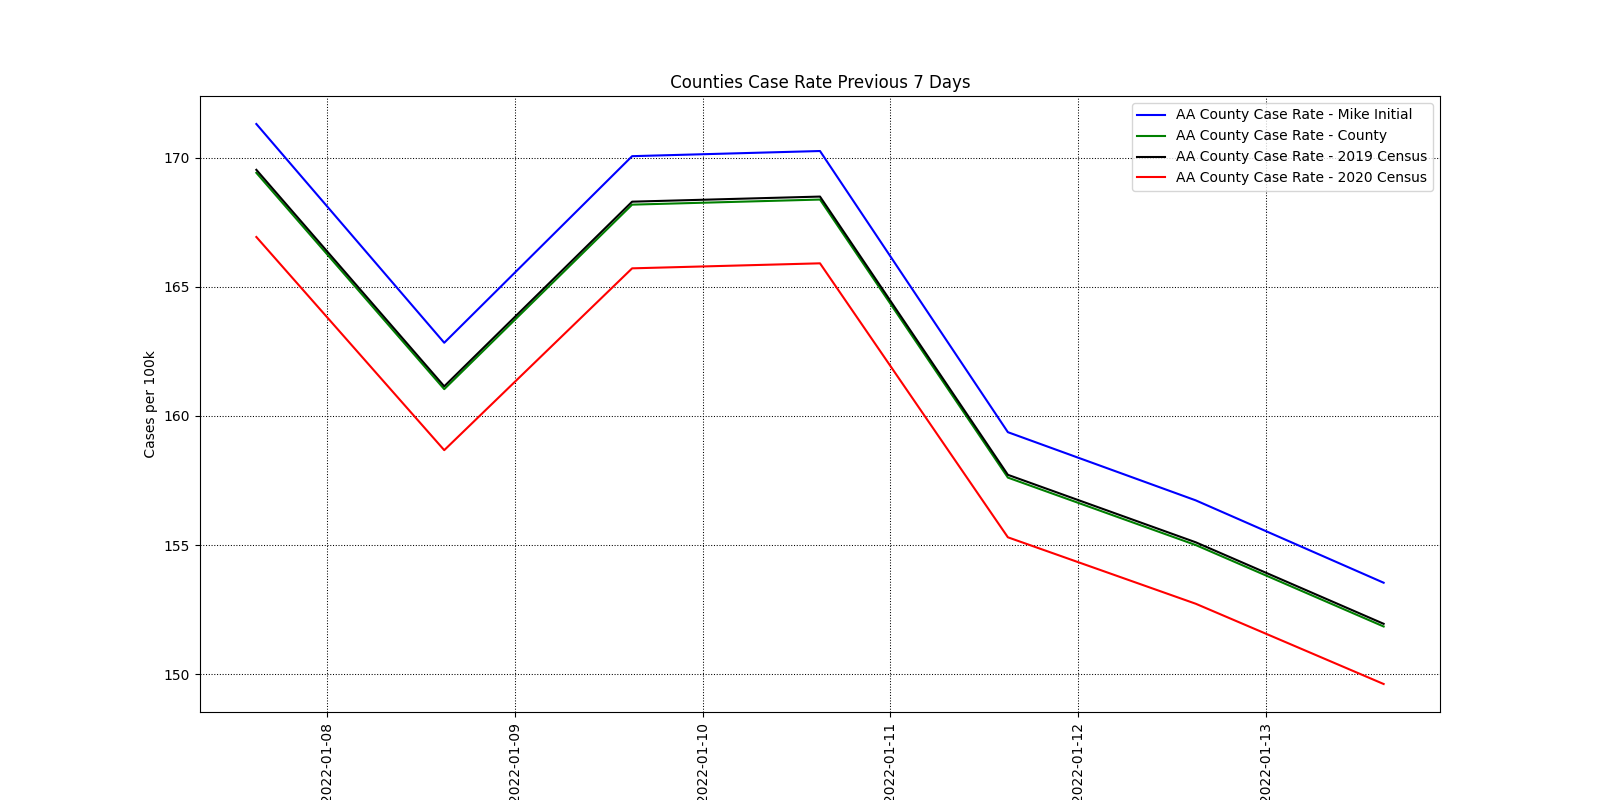 Counties Case Rate Previous 7 Days
AA County Case Rate - Mike Initial
AA County Case Rate - County
AA County Case Rate - 2019 Census
AA County Case Rate - 2020 Census
Cases per 100k
170
165
160
155
150
2022-01-08
2022-01-09
2022-01-10
2022-01-11
2022-01-12
2022-01-13